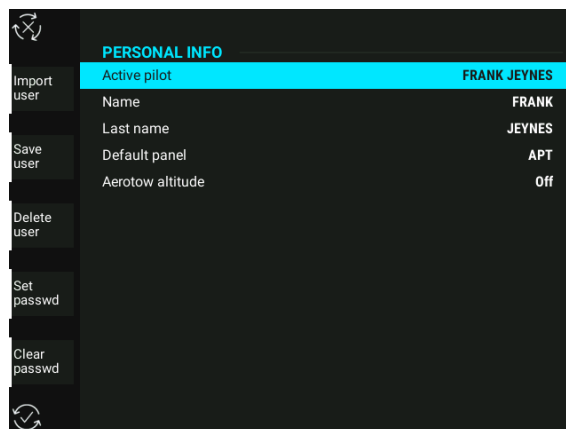 PERSONAL INFO
Import
user
Save
user
Delete
user
Set
passwd
Clear
passwd
Active pilot FRANK JEYNES
Name FRANK
Last name JEYNES
Default panel APT
Aerotow altitude Off